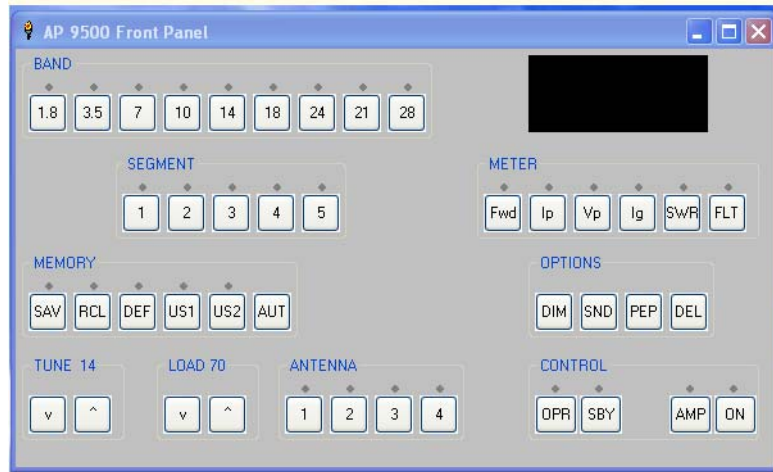 AP 9500 Front Panel
BAND
1.8 3.5 7 10 14 18 24 21 28
SEGMENT
1 2 3 4 5
METER
Fwd Ip Vp Ig SWR FLT
MEMORY
SAV RCL DEF US1 US2 AUT
OPTIONS
DIM SND PEP DEL
TUNE 14
v ^
LOAD 70
v ^
ANTENNA
1 2 3 4
CONTROL
OPR SBY AMP ON